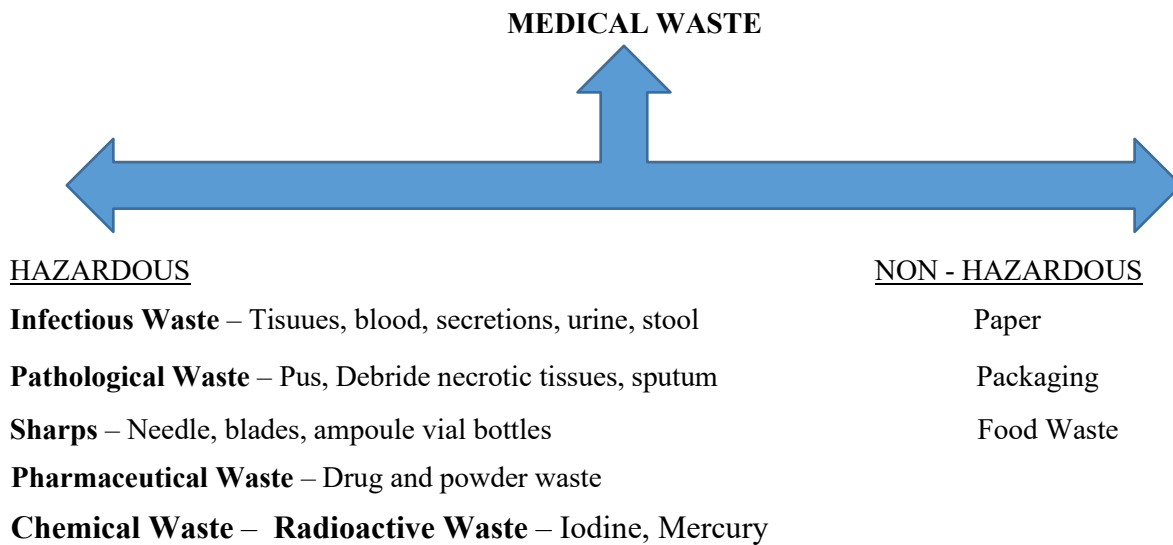 MEDICAL WASTE
HAZARDOUS NON - HAZARDOUS
Infectious Waste – Tisuues, blood, secretions, urine, stool Paper
Pathological Waste – Pus, Debride necrotic tissues, sputum Packaging
Sharps – Needle, blades, ampoule vial bottles Food Waste
Pharmaceutical Waste – Drug and powder waste
Chemical Waste – Radioactive Waste – Iodine, Mercury